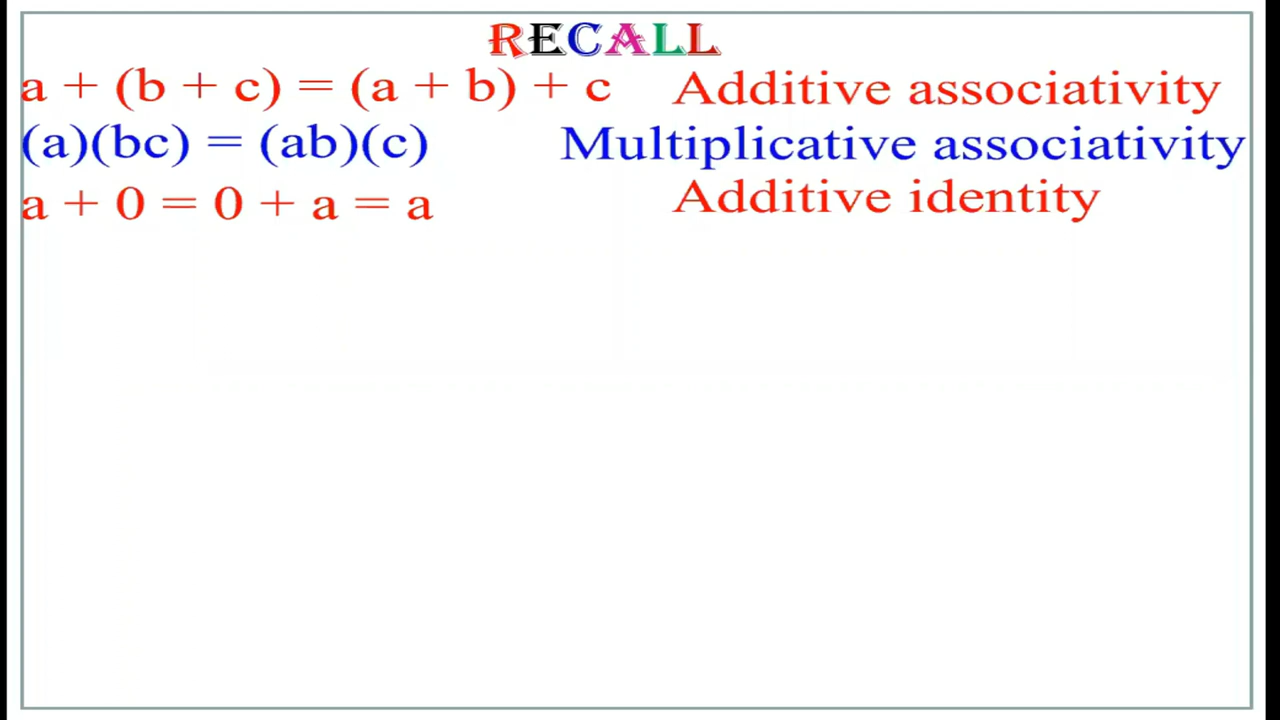 RECALL
a + (b + c) = (a + b) + c Additive associativity
(a)(bc) = (ab)(c) Multiplicative associativity
a + 0 = 0 + a = a Additive identity